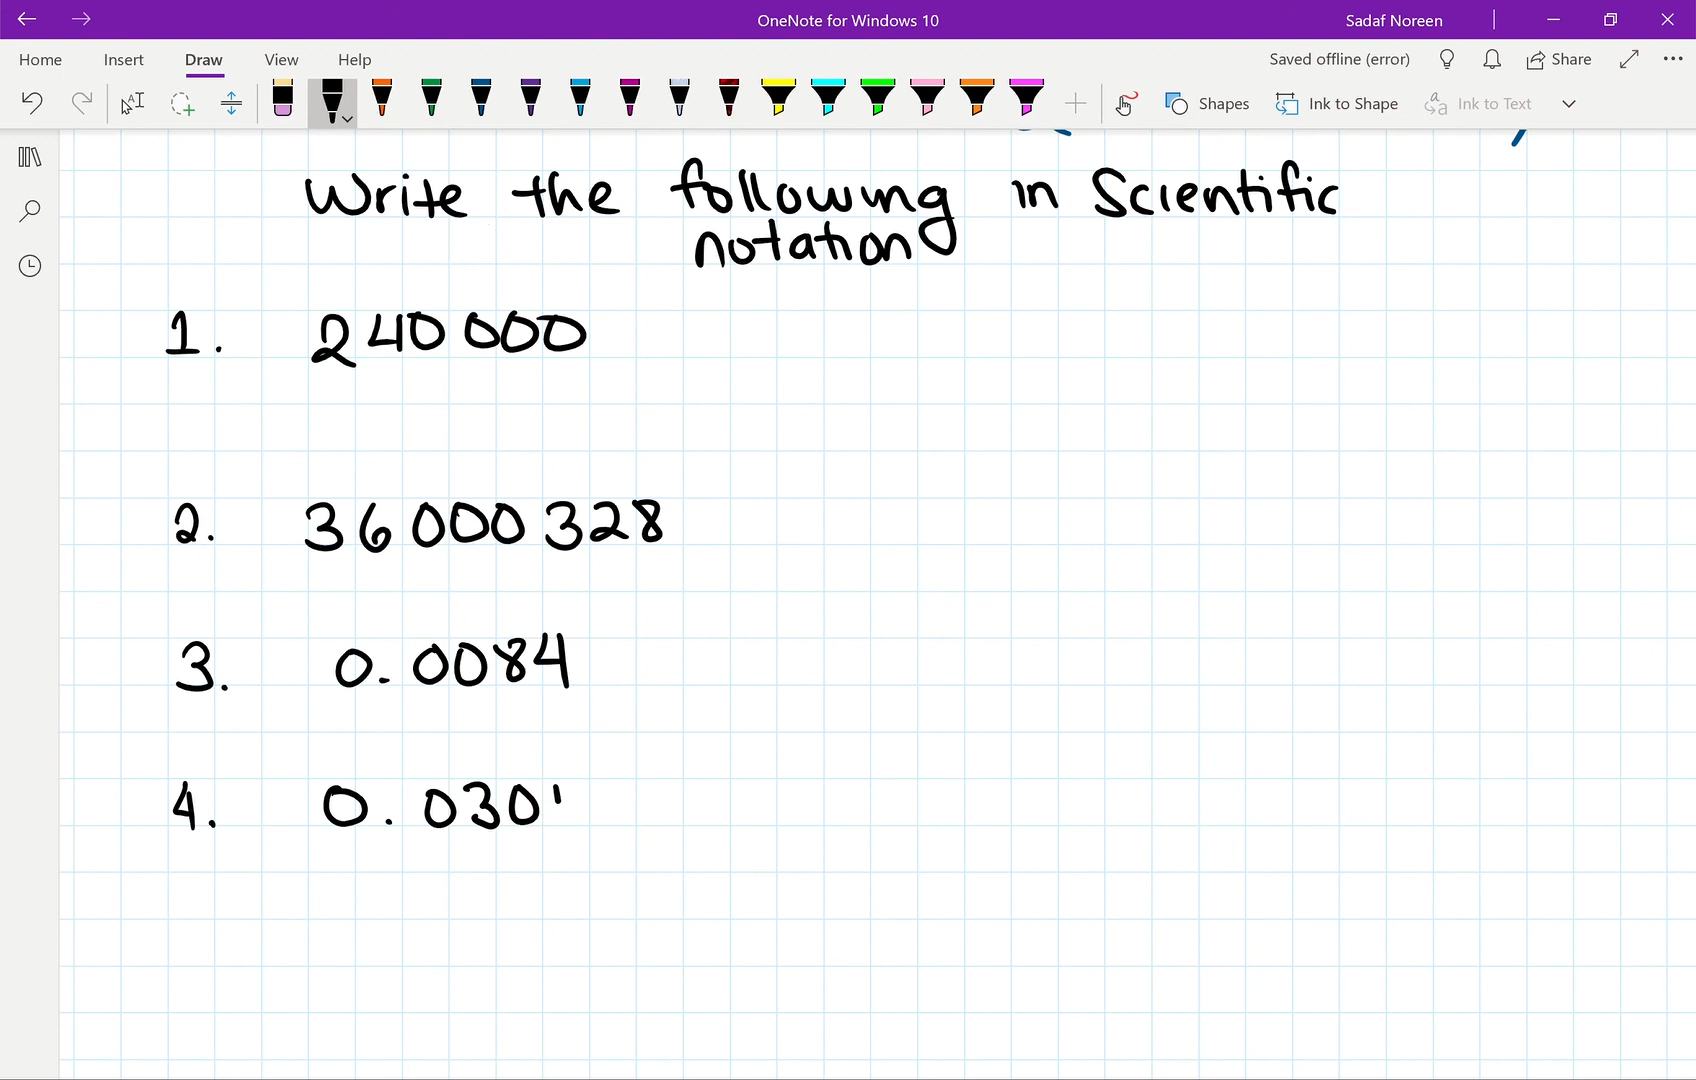 OneNote for Windows 10
Sadaf Noreen
Home Insert Draw View Help
Saved offline (error)
Share
Shapes
Ink to Shape
Ink to Text
Write the following in Scientific
notation
1. 240 000
2. 36 000 328
3. 0.0084
4. 0.030